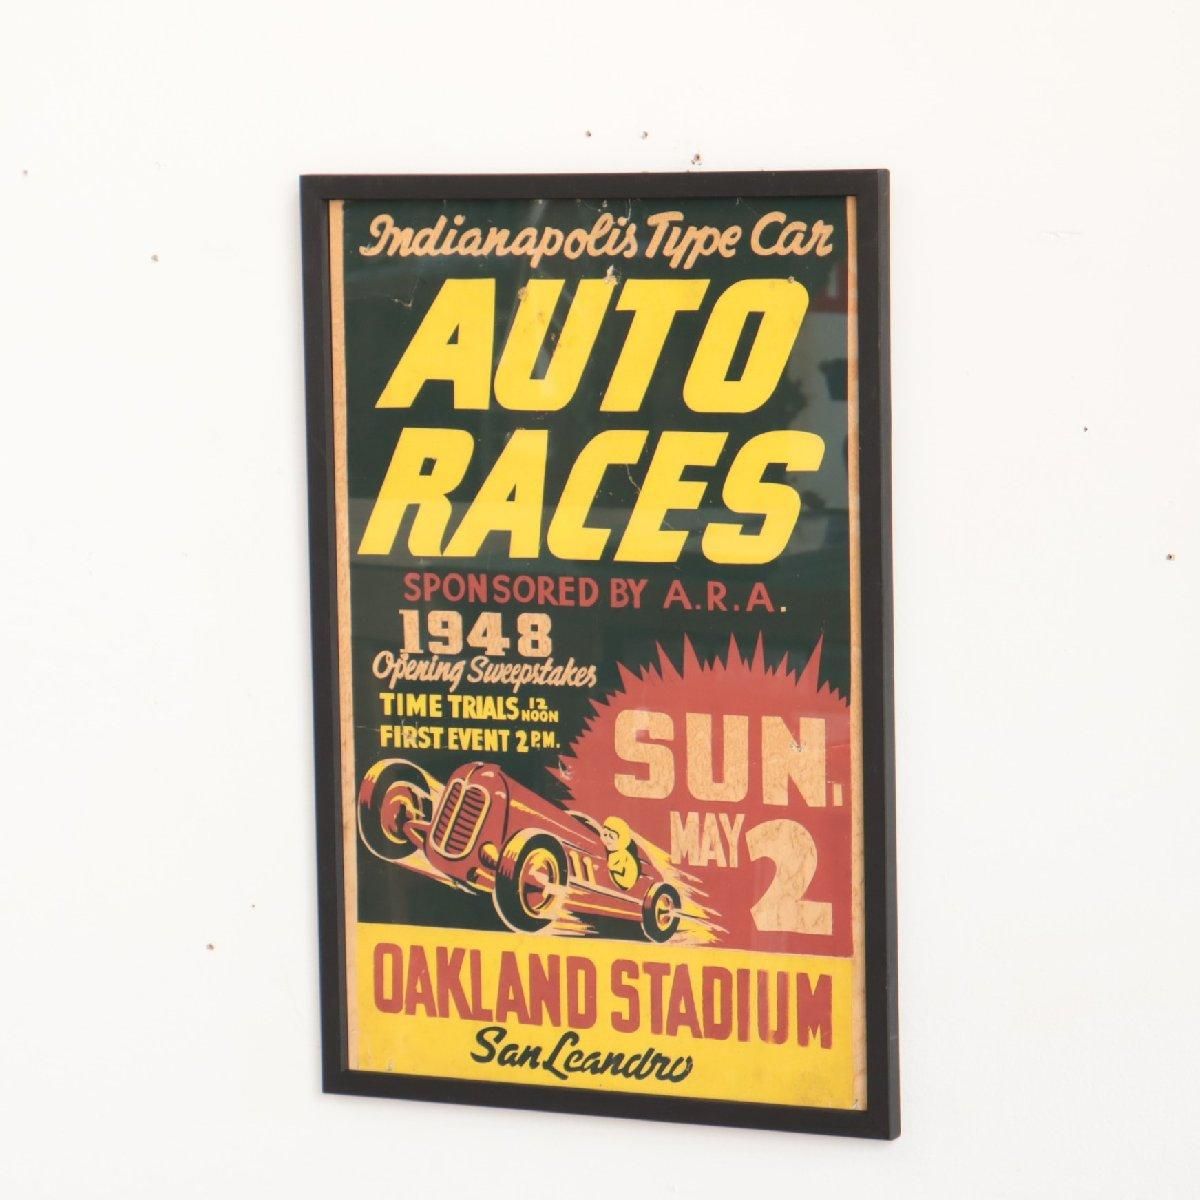 Indianapolis Type Car
AUTO
RACES
SPONSORED BY A.R.A.
1948
Opening Sweepstakes
TIME TRIALS 12 NOON
FIRST EVENT 2 P.M.
SUN.
MAY 2
11
OAKLAND STADIUM
San Leandro